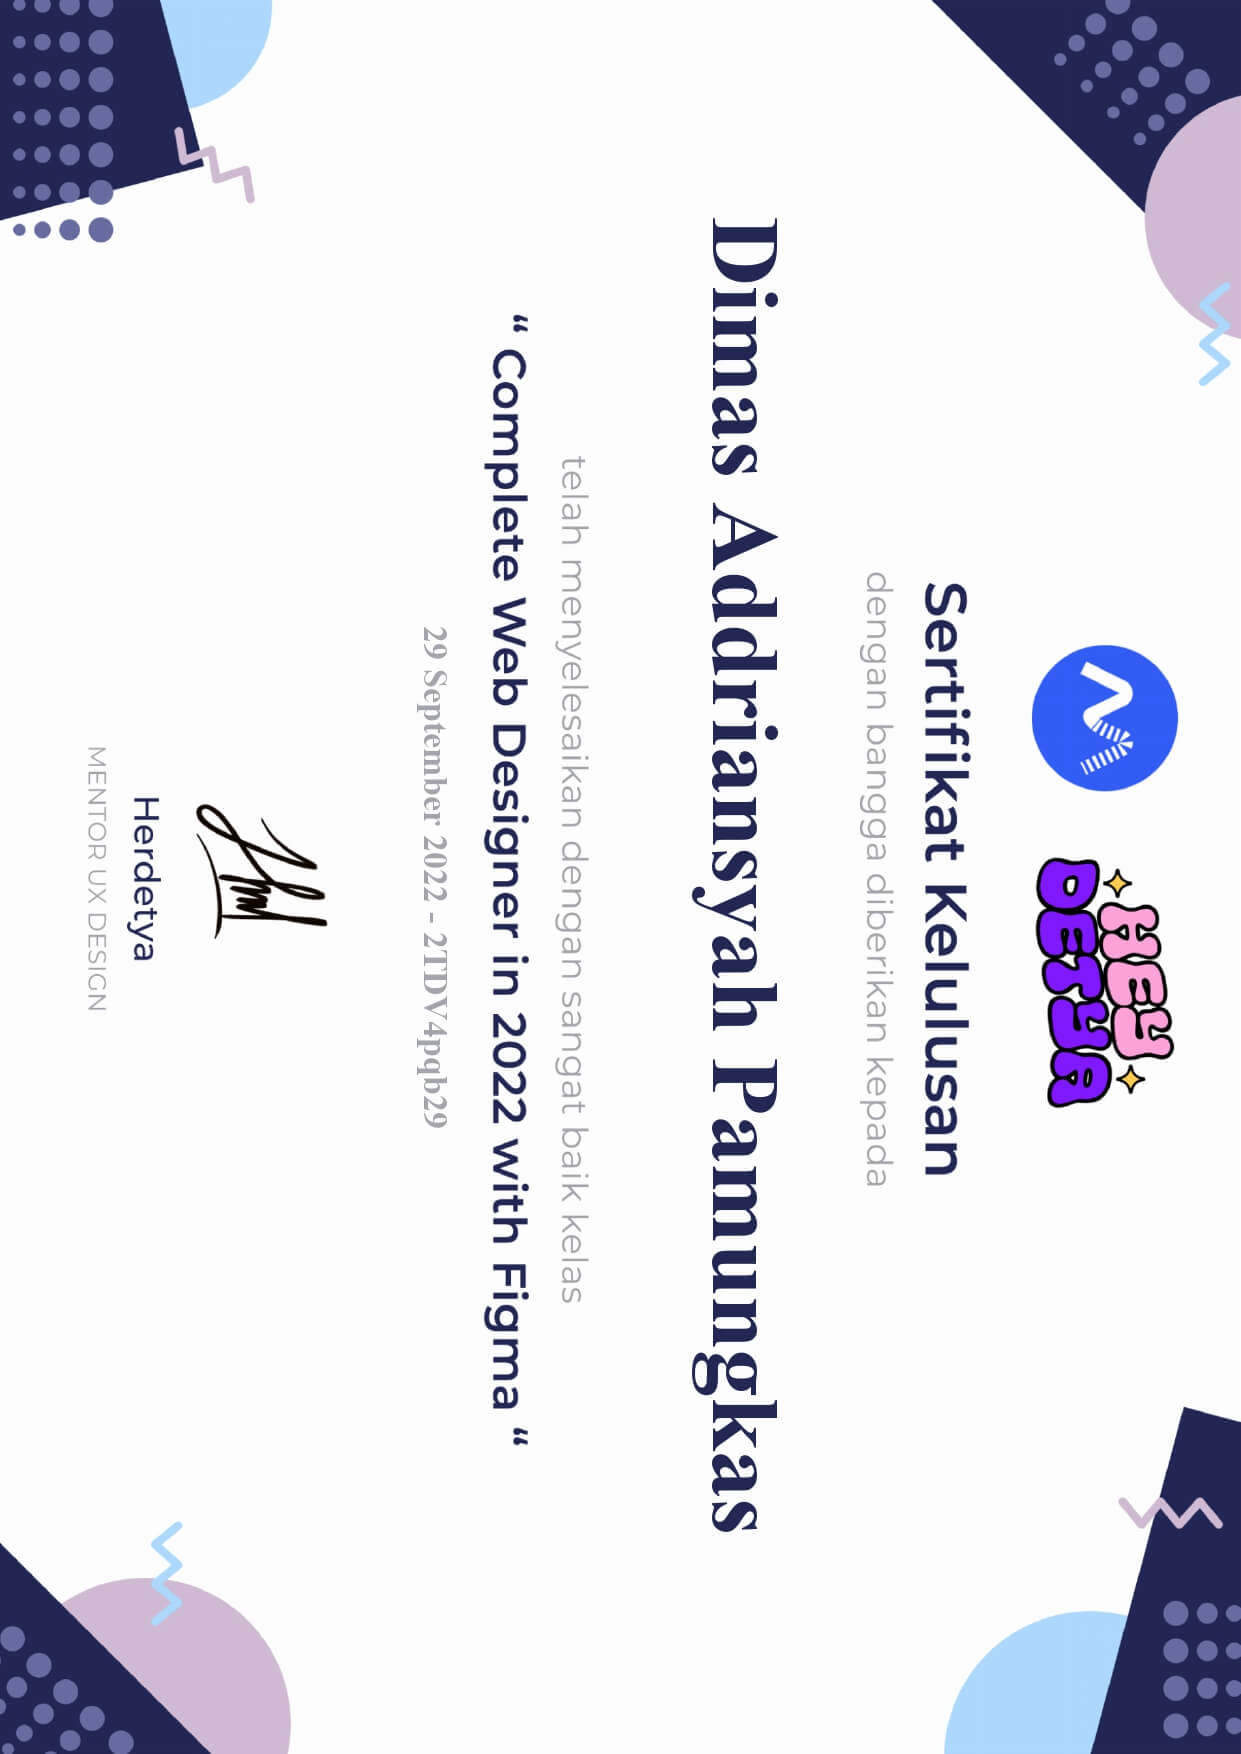 HEY
DETYA
Sertifikat Kelulusan
dengan bangga diberikan kepada
Dimas Addriansyah Pamungkas
telah menyelesaikan dengan sangat baik kelas
“ Complete Web Designer in 2022 with Figma “
29 September 2022 - 2TDV4pqb29
Herdetya
MENTOR UX DESIGN